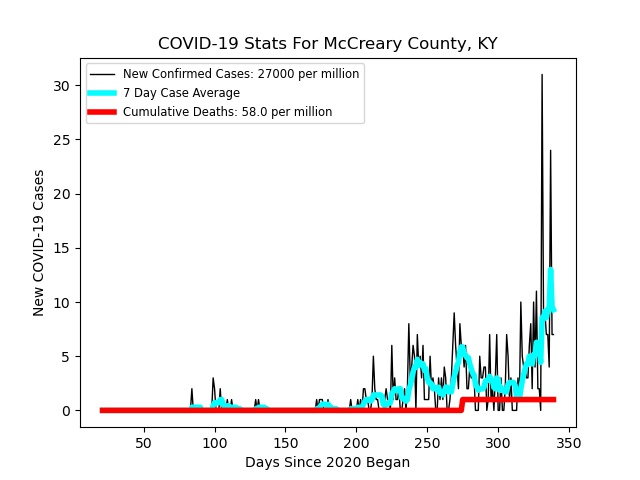 COVID-19 Stats For McCreary County, KY
New Confirmed Cases: 27000 per million
7 Day Case Average
Cumulative Deaths: 58.0 per million
New COVID-19 Cases
30
25
20
15
10
5
0
50
100
150
200
250
300
350
Days Since 2020 Began